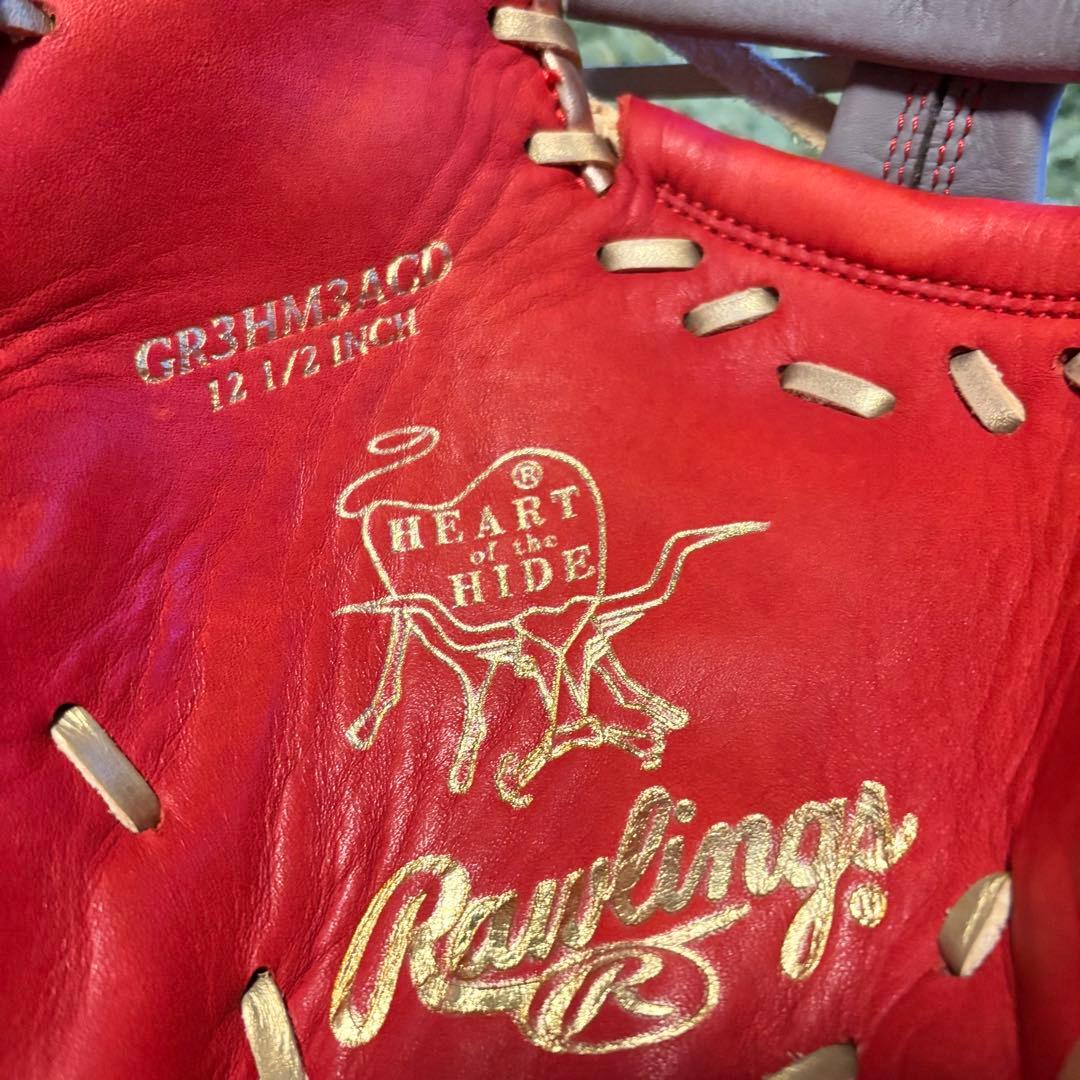 GR3HM3ACD
12 1/2 INCH
HEART®
of the
HIDE
Rawlings®
R